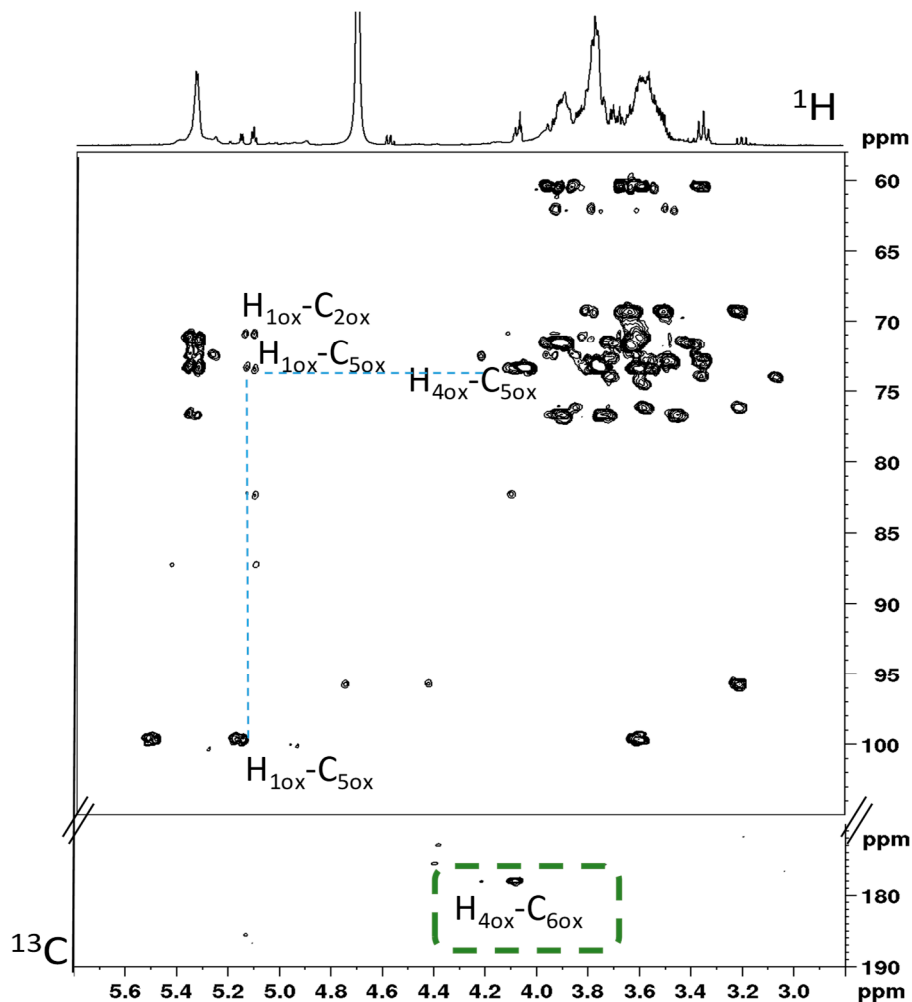 ¹H
ppm
60
65
H₁ₒₓ-C₂ₒₓ
70
H₁ₒₓ-C₅ₒₓ
H₄ₒₓ-C₅ₒₓ
75
80
85
90
95
100
H₁ₒₓ-C₅ₒₓ
ppm
180
H₄ₒₓ-C₆ₒₓ
¹³C
190
5.6 5.4 5.2 5.0 4.8 4.6 4.4 4.2 4.0 3.8 3.6 3.4 3.2 3.0 ppm